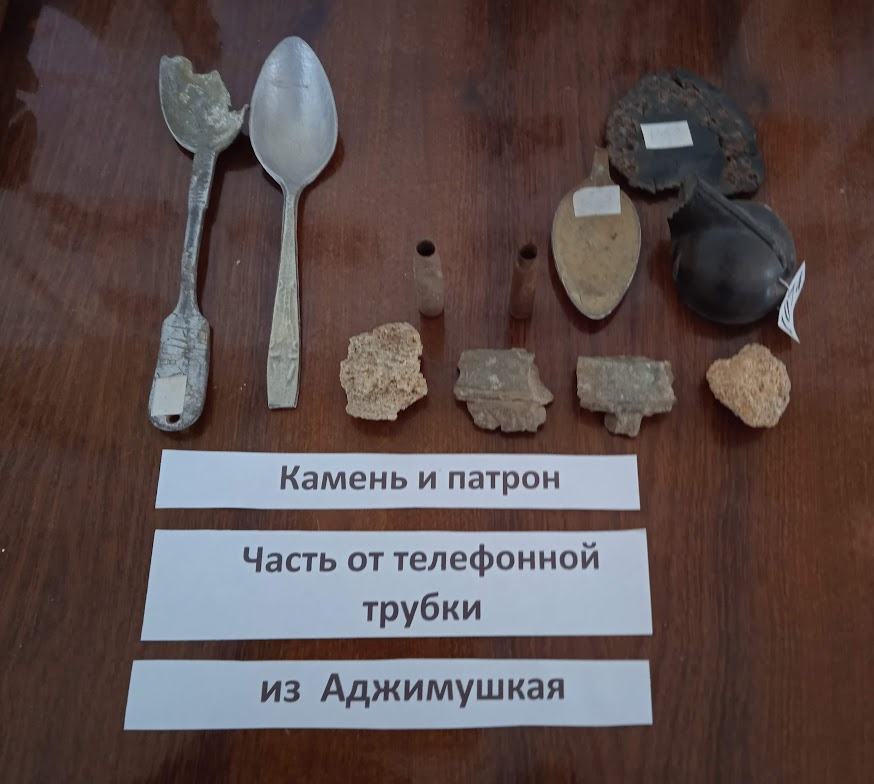 Камень и патрон
Часть от телефонной
трубки
из Аджимушкая